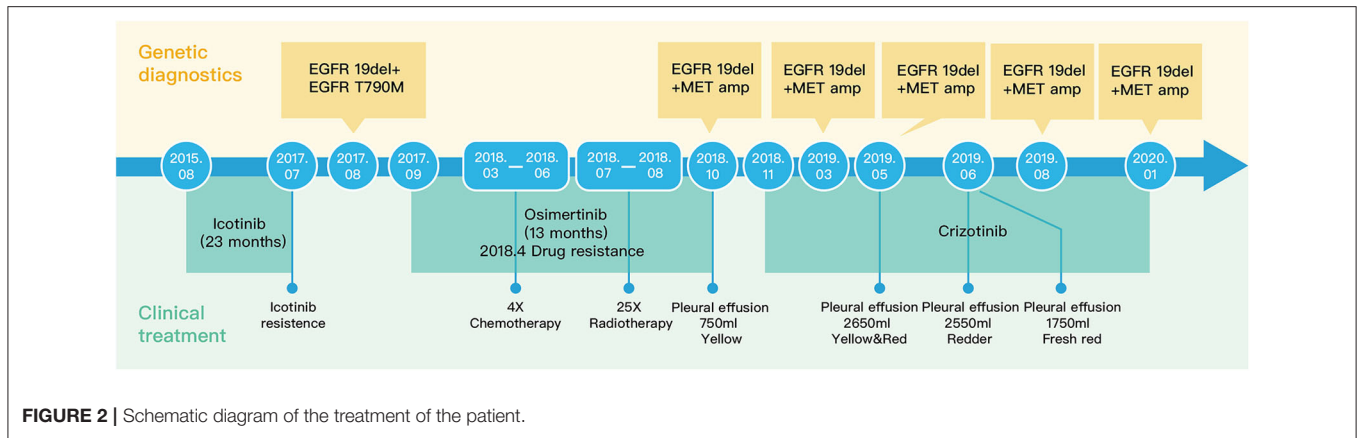 Genetic
diagnostics
EGFR 19del+
EGFR T790M
EGFR 19del
+MET amp
EGFR 19del
+MET amp
EGFR 19del
+MET amp
EGFR 19del
+MET amp
EGFR 19del
+MET amp
2015.
08
2017.
07
2017.
08
2017.
09
2018. — 2018.
03 06
2018. — 2018.
07 08
2018.
10
2018.
11
2019.
03
2019.
05
2019.
06
2019.
08
2020.
01
Icotinib
(23 months)
Osimertinib
(13 months)
2018.4 Drug resistance
Crizotinib
Clinical
treatment
Icotinib
resistence
4X
Chemotherapy
25X
Radiotherapy
Pleural effusion
750ml
Yellow
Pleural effusion
2650ml
Yellow&Red
Pleural effusion
2550ml
Redder
Pleural effusion
1750ml
Fresh red
FIGURE 2 | Schematic diagram of the treatment of the patient.